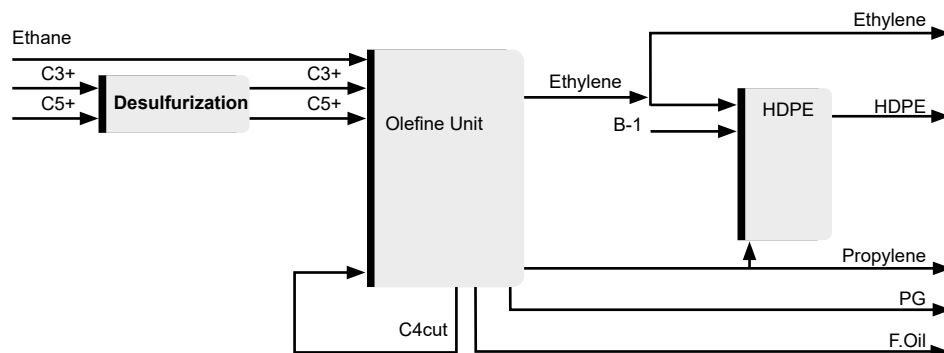 Ethylene
Ethane
C3+
C3+
Desulfurization
Ethylene
C5+
C5+
HDPE
HDPE
Olefine Unit
B-1
Propylene
PG
C4cut
F.Oil